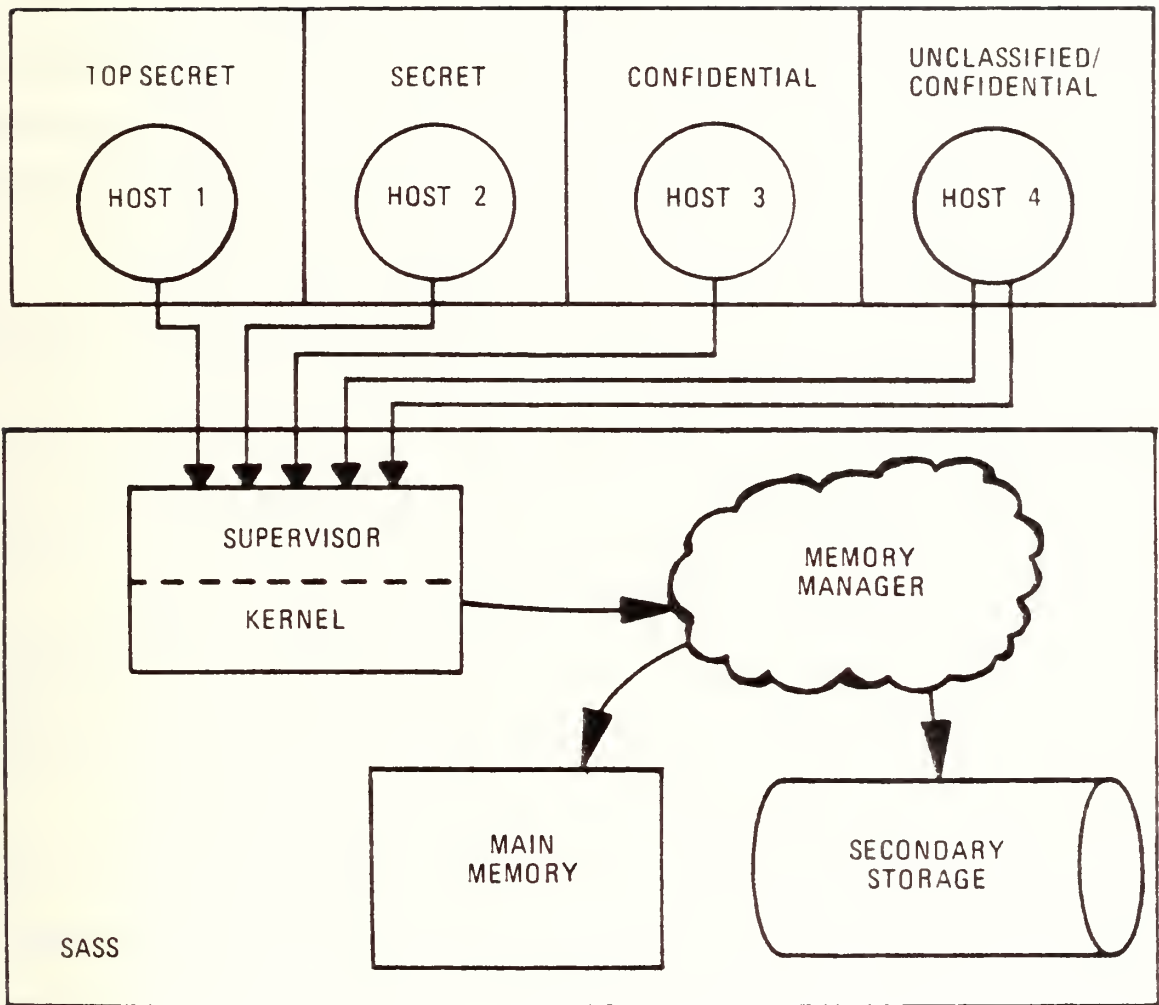 TOP SECRET
HOST 1
SECRET
HOST 2
CONFIDENTIAL
HOST 3
UNCLASSIFIED/
CONFIDENTIAL
HOST 4
SUPERVISOR
KERNEL
MEMORY
MANAGER
MAIN
MEMORY
SECONDARY
STORAGE
SASS